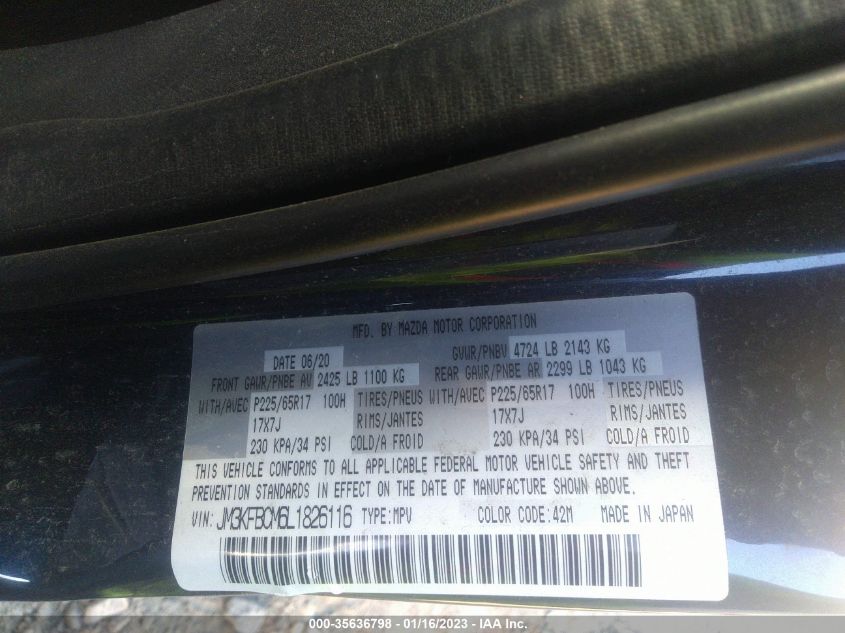 MFD. BY MAZDA MOTOR CORPORATION
DATE 06/20 GVWR/PNBV 4724 LB 2143 KG
FRONT GAWR/PNBE AV 2425 LB 1100 KG REAR GAWR/PNBE AR 2299 LB 1043 KG
WITH/AVEC P225/65R17 100H TIRES/PNEUS WITH/AVEC P225/65R17 100H TIRES/PNEUS
17X7J RIMS/JANTES 17X7J RIMS/JANTES
230 KPA/34 PSI COLD/A FROID 230 KPA/34 PSI COLD/A FROID
THIS VEHICLE CONFORMS TO ALL APPLICABLE FEDERAL MOTOR VEHICLE SAFETY AND THEFT
PREVENTION STANDARDS IN EFFECT ON THE DATE OF MANUFACTURE SHOWN ABOVE.
VIN: JM3KFBCM6L1826116 TYPE:MPV COLOR CODE:42M MADE IN JAPAN
000-35636798 - 01/16/2023 - IAA Inc.